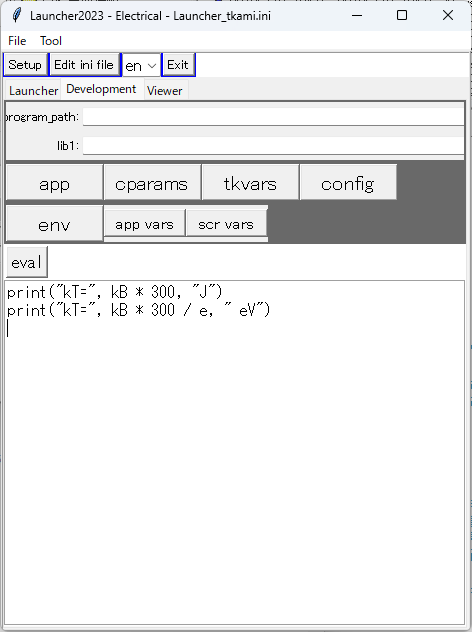 Launcher2023 - Electrical - Launcher_tkami.ini
File Tool
Setup Edit ini file en Exit
Launcher Development Viewer
program_path:
lib1:
app cparams tkvars config
env app vars scr vars
eval
print("kT=", kB * 300, "J")
print("kT=", kB * 300 / e, " eV")